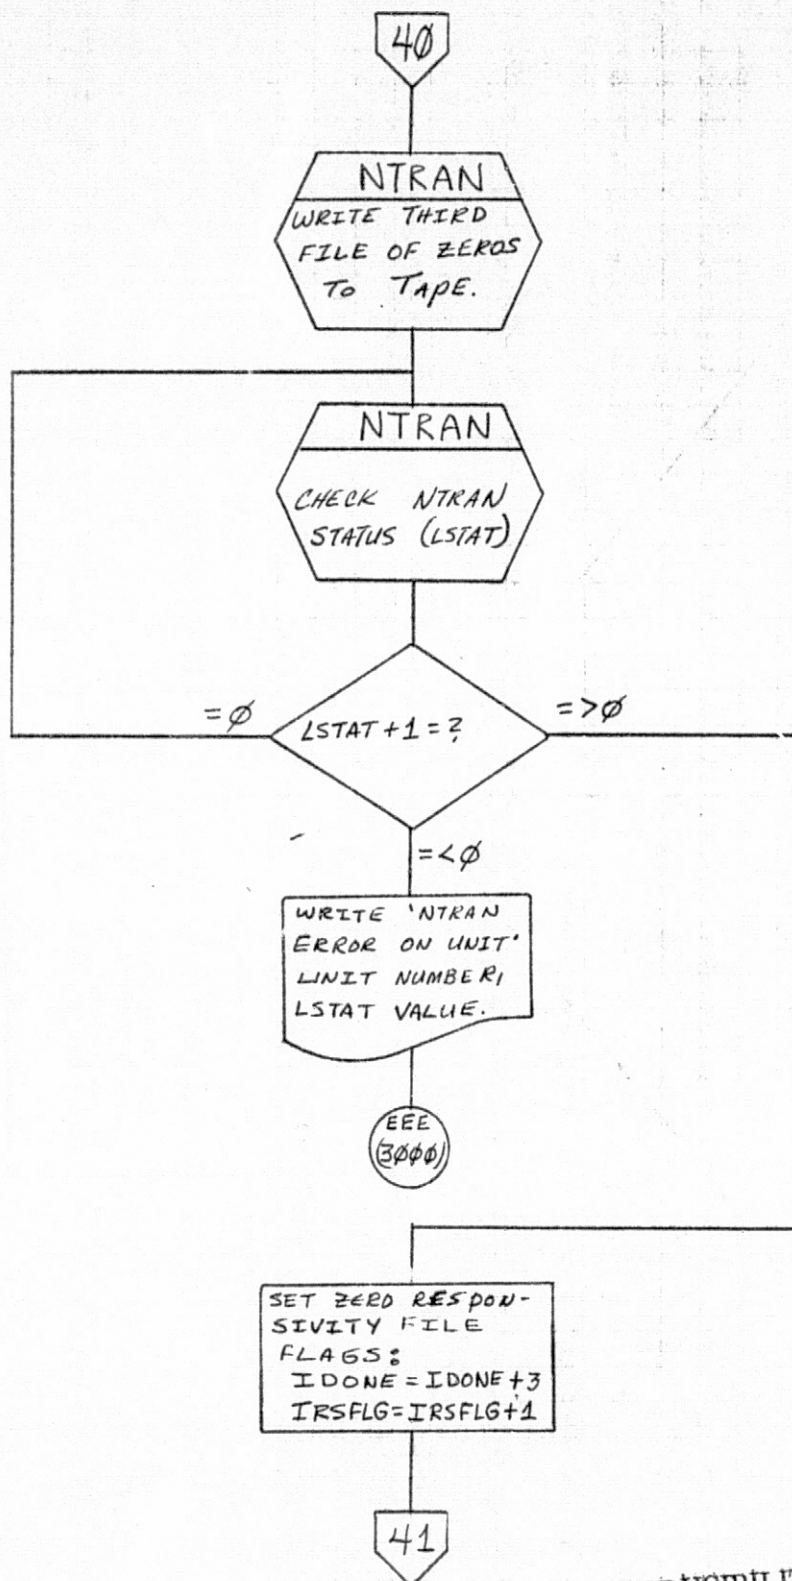 4Ø
NTRAN
WRITE THIRD
FILE OF ZEROS
TO TAPE.
NTRAN
CHECK NTRAN
STATUS (LSTAT)
=Ø
LSTAT+1=?
=>Ø
=<Ø
WRITE 'NTRAN
ERROR ON UNIT'
UNIT NUMBER,
LSTAT VALUE.
EEE
(3ØØØ)
SET ZERO RESPON-
SIVITY FILE
FLAGS:
IDONE=IDONE+3
IRSFLG=IRSFLG+1
41